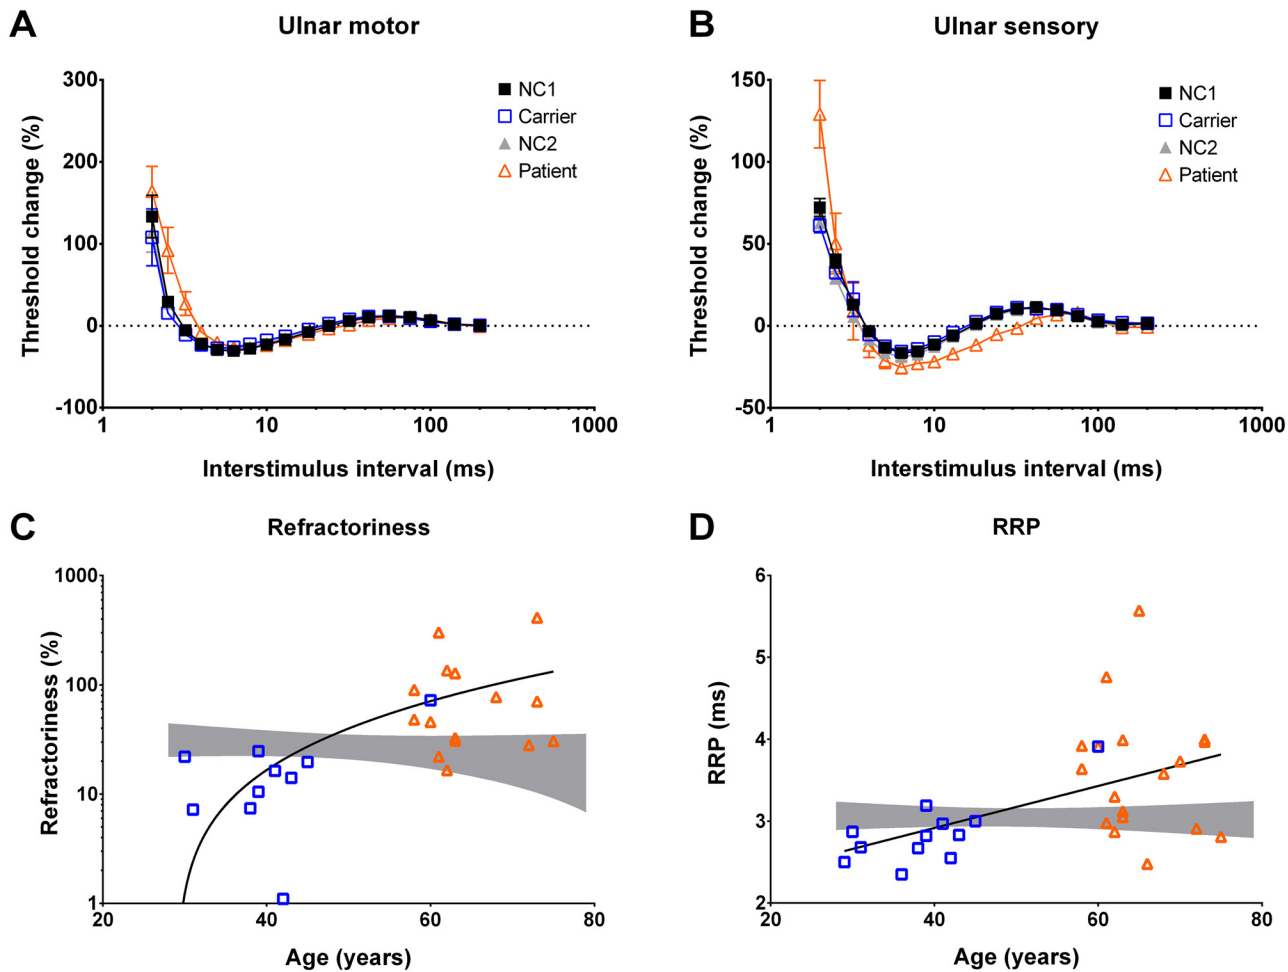 A
Ulnar motor
Threshold change (%)
300
200
100
0
-100
NC1
Carrier
NC2
Patient
1
10
100
1000
Interstimulus interval (ms)
B
Ulnar sensory
Threshold change (%)
150
100
50
0
-50
NC1
Carrier
NC2
Patient
1
10
100
1000
Interstimulus interval (ms)
C
Refractoriness
Refractoriness (%)
1000
100
10
1
20
40
60
80
Age (years)
D
RRP
RRP (ms)
6
5
4
3
2
20
40
60
80
Age (years)